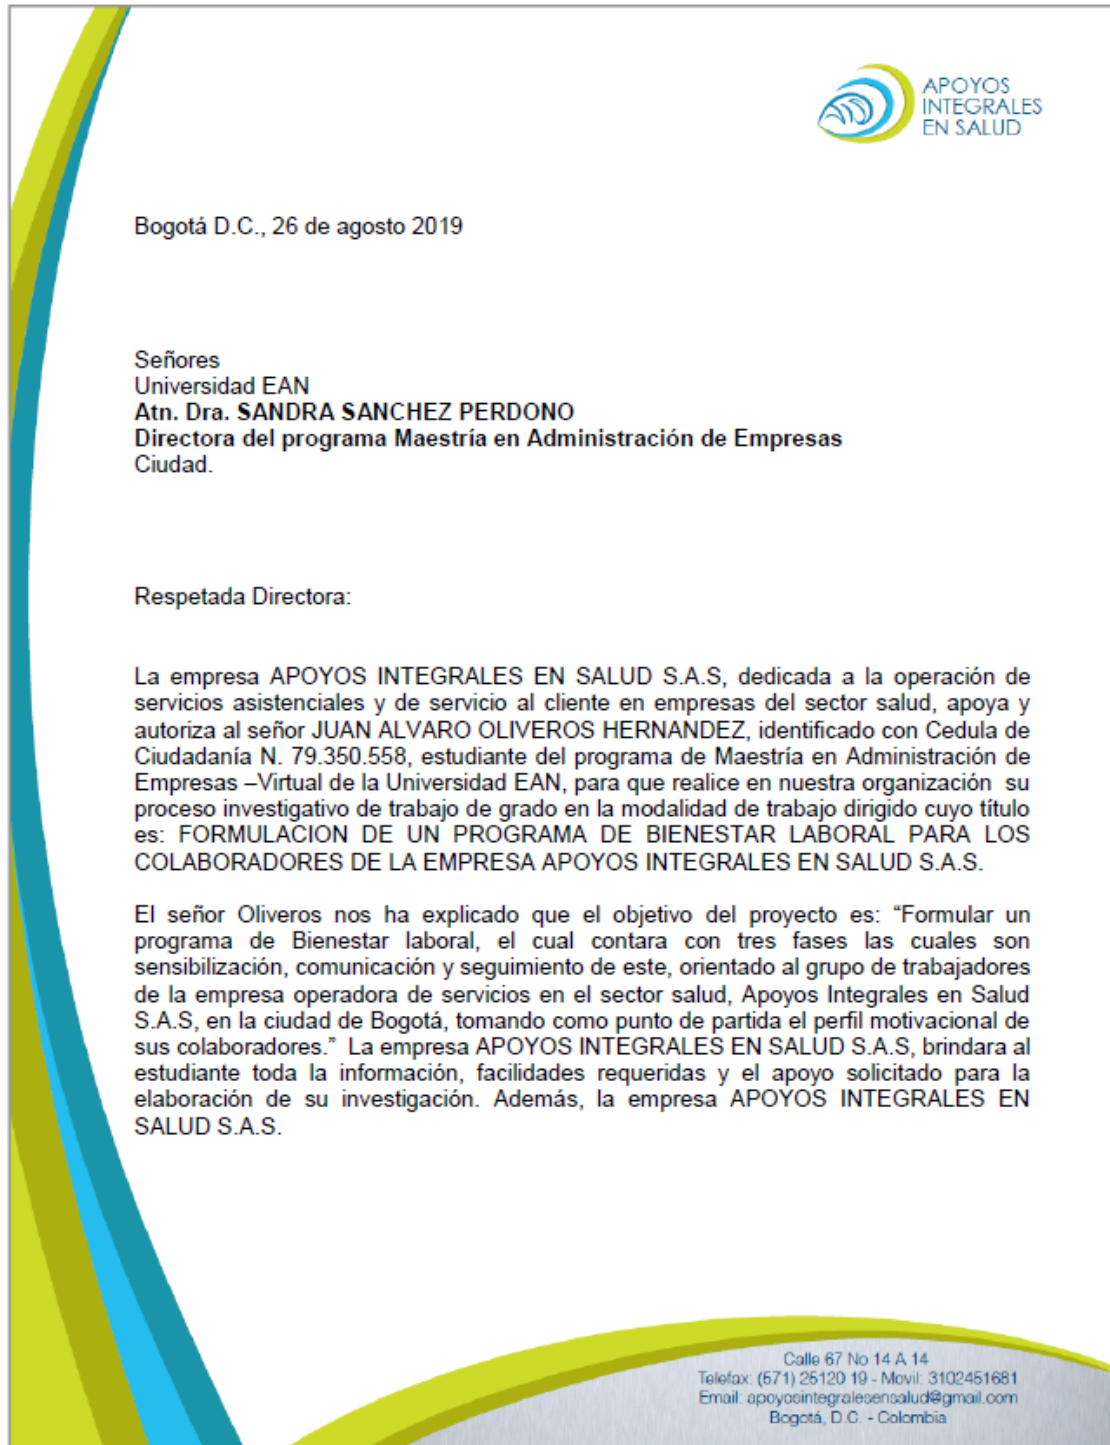 APOYOS
INTEGRALES
EN SALUD
Bogotá D.C., 26 de agosto 2019
Señores
Universidad EAN
Atn. Dra. SANDRA SANCHEZ PERDONO
Directora del programa Maestría en Administración de Empresas
Ciudad.
Respetada Directora:
La empresa APOYOS INTEGRALES EN SALUD S.A.S, dedicada a la operación de
servicios asistenciales y de servicio al cliente en empresas del sector salud, apoya y
autoriza al señor JUAN ALVARO OLIVEROS HERNANDEZ, identificado con Cedula de
Ciudadanía N. 79.350.558, estudiante del programa de Maestría en Administración de
Empresas –Virtual de la Universidad EAN, para que realice en nuestra organización su
proceso investigativo de trabajo de grado en la modalidad de trabajo dirigido cuyo título
es: FORMULACION DE UN PROGRAMA DE BIENESTAR LABORAL PARA LOS
COLABORADORES DE LA EMPRESA APOYOS INTEGRALES EN SALUD S.A.S.
El señor Oliveros nos ha explicado que el objetivo del proyecto es: “Formular un
programa de Bienestar laboral, el cual contara con tres fases las cuales son
sensibilización, comunicación y seguimiento de este, orientado al grupo de trabajadores
de la empresa operadora de servicios en el sector salud, Apoyos Integrales en Salud
S.A.S, en la ciudad de Bogotá, tomando como punto de partida el perfil motivacional de
sus colaboradores.” La empresa APOYOS INTEGRALES EN SALUD S.A.S, brindara al
estudiante toda la información, facilidades requeridas y el apoyo solicitado para la
elaboración de su investigación. Además, la empresa APOYOS INTEGRALES EN
SALUD S.A.S.
Calle 67 No 14 A 14
Telefax: (571) 25120 19 - Movil: 3102451681
Email: apoyosintegralesensalud@gmail.com
Bogotá, D.C. - Colombia